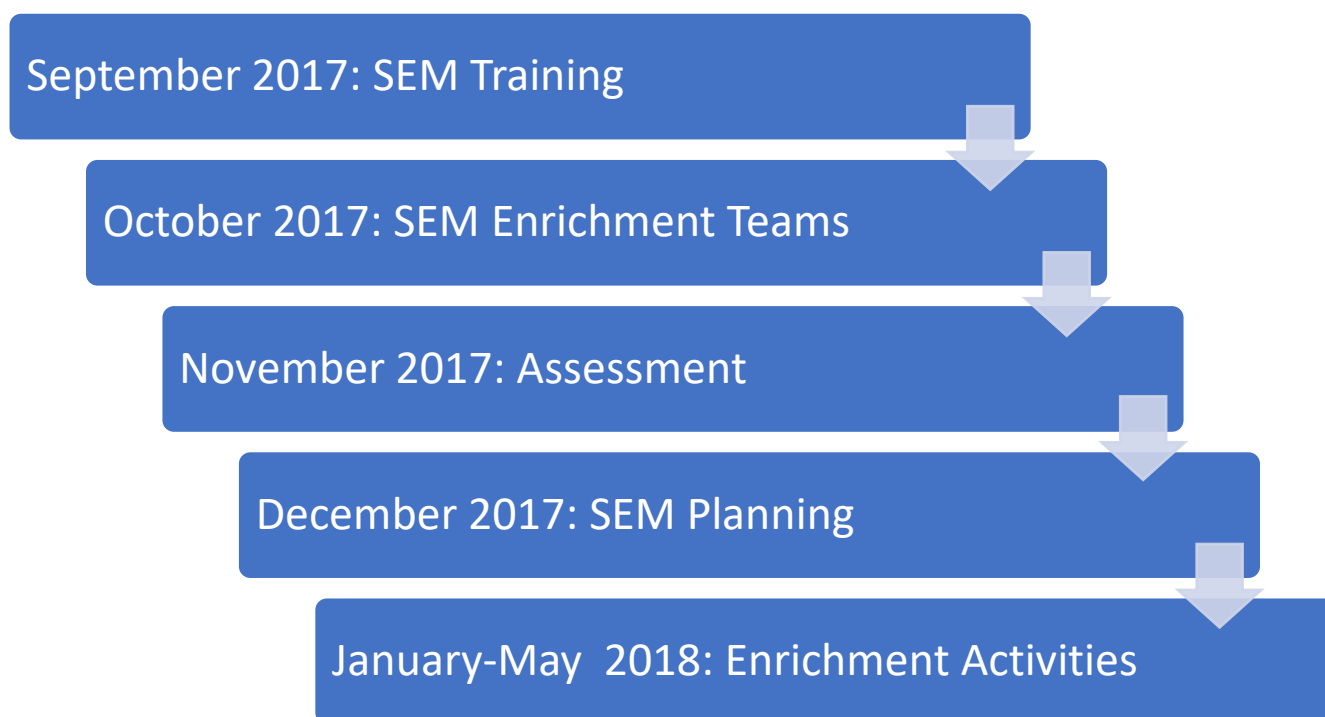 September 2017: SEM Training
October 2017: SEM Enrichment Teams
November 2017: Assessment
December 2017: SEM Planning
January-May  2018: Enrichment Activities